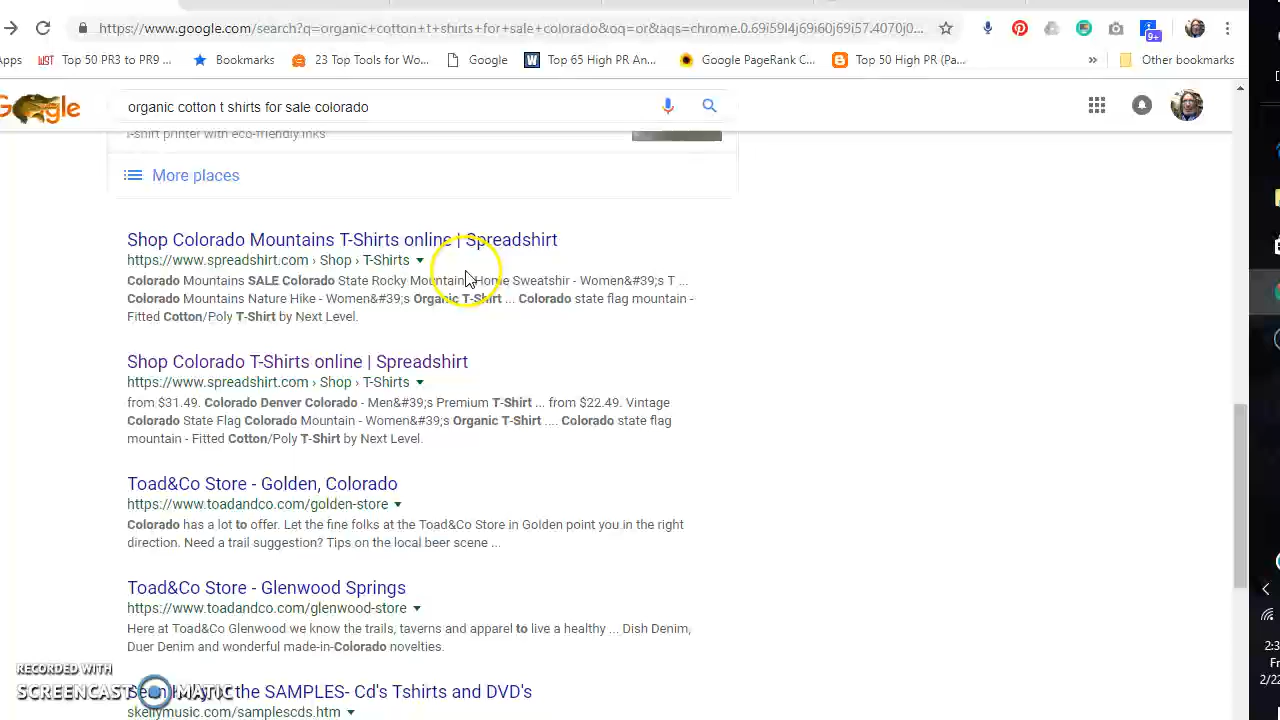 https://www.google.com/search?q=organic+cotton+t+shirts+for+sale+colorado&oq=or&aqs=chrome.0.69i59l4j69i60j69i57.4070j0...
9+
Apps Top 50 PR3 to PR9 ... Bookmarks 23 Top Tools for Wo... Google Top 65 High PR An... Google PageRank C... Top 50 High PR (Pa... » Other bookmarks
organic cotton t shirts for sale colorado
t-shirt printer with eco-friendly inks
More places
Shop Colorado Mountains T-Shirts online | Spreadshirt
https://www.spreadshirt.com › Shop › T-Shirts
Colorado Mountains SALE Colorado State Rocky Mountain Home Sweatshir - Women&#39;s T ...
Colorado Mountains Nature Hike - Women&#39;s Organic T-Shirt ... Colorado state flag mountain -
Fitted Cotton/Poly T-Shirt by Next Level.
Shop Colorado T-Shirts online | Spreadshirt
https://www.spreadshirt.com › Shop › T-Shirts
from $31.49. Colorado Denver Colorado - Men&#39;s Premium T-Shirt ... from $22.49. Vintage
Colorado State Flag Colorado Mountain - Women&#39;s Organic T-Shirt .... Colorado state flag
mountain - Fitted Cotton/Poly T-Shirt by Next Level.
Toad&Co Store - Golden, Colorado
https://www.toadandco.com/golden-store
Colorado has a lot to offer. Let the fine folks at the Toad&Co Store in Golden point you in the right
direction. Need a trail suggestion? Tips on the local beer scene ...
Toad&Co Store - Glenwood Springs
https://www.toadandco.com/glenwood-store
Here at Toad&Co Glenwood we know the trails, taverns and apparel to live a healthy ... Dish Denim,
Duer Denim and wonderful made-in-Colorado novelties.
RECORDED WITH
SCREENCAST MATIC
the SAMPLES- Cd's Tshirts and DVD's
skellymusic.com/samplescds.htm